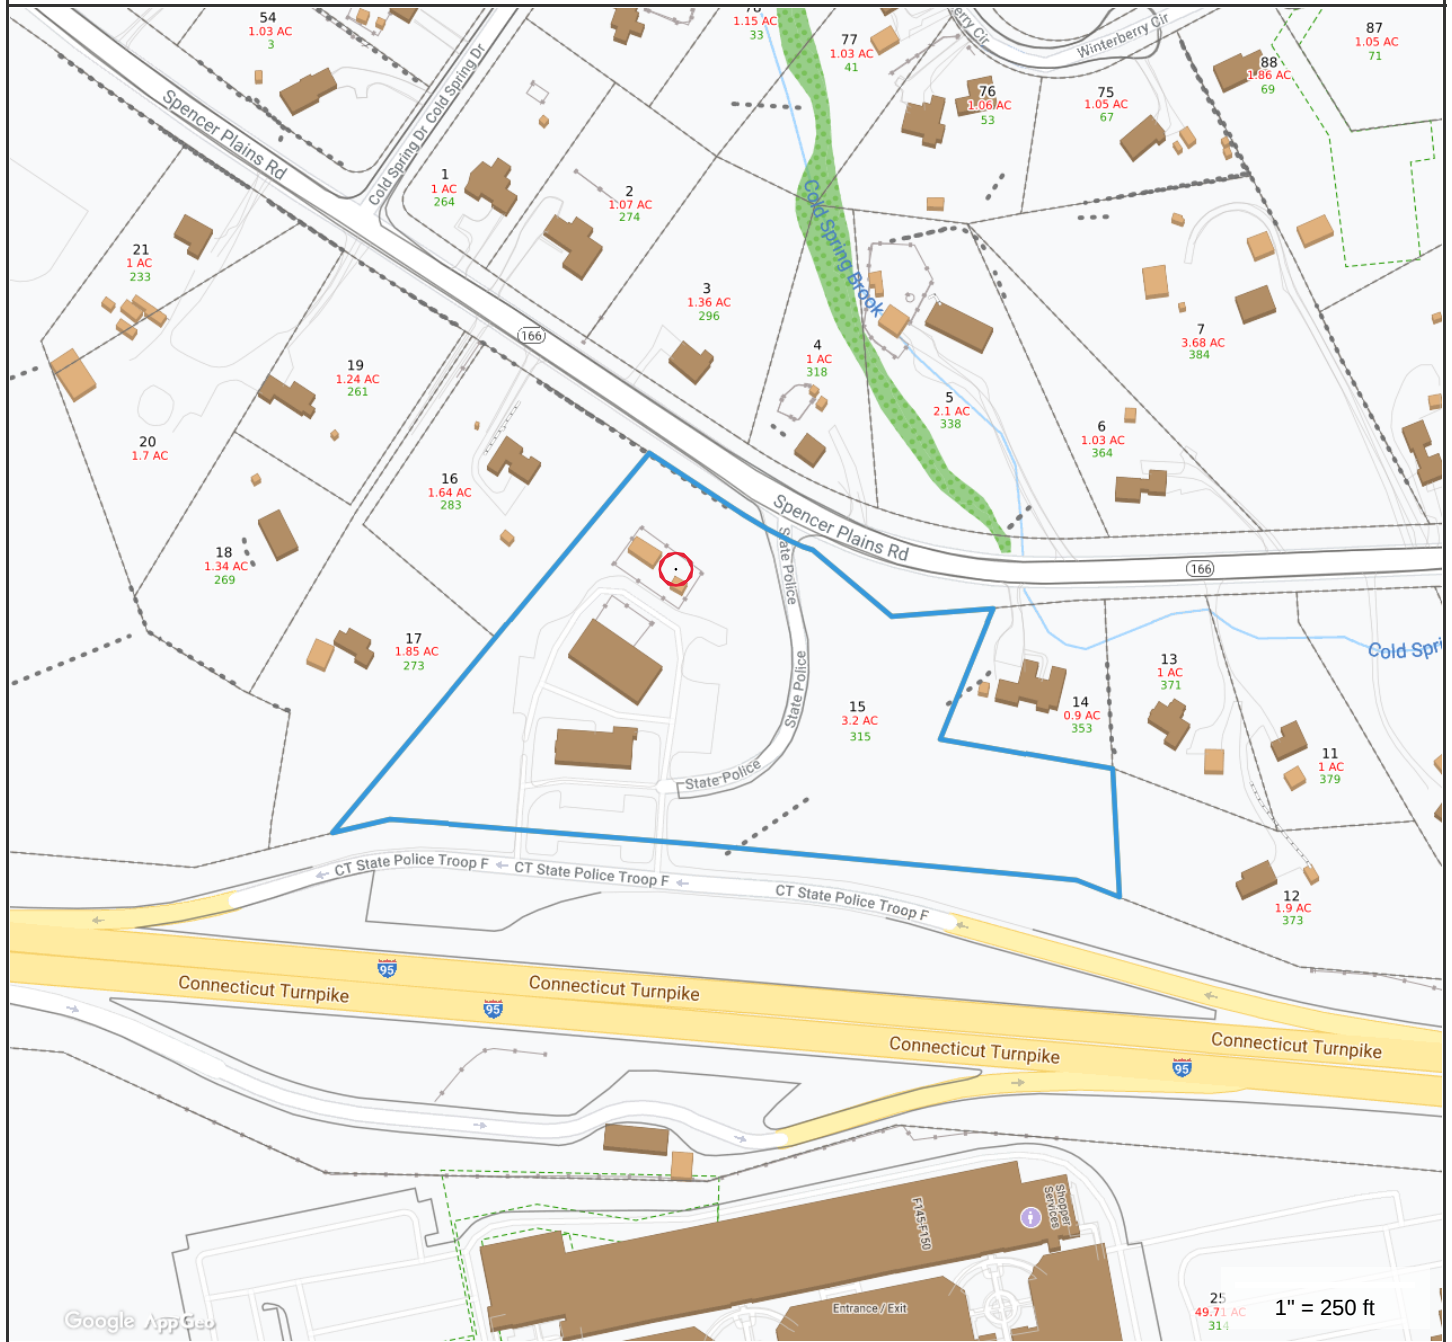 54
1.03 AC
3
1.15 AC
33
77
1.03 AC
41
Winterberry Cir
87
1.05 AC
71
88
1.86 AC
69
76
1.06 AC
53
75
1.05 AC
67
Spencer Plains Rd
Cold Spring Dr
Cold Spring Dr
1
1 AC
264
2
1.07 AC
274
Cold Spring Brook
21
1 AC
233
3
1.36 AC
296
166
4
1 AC
318
7
3.68 AC
384
19
1.24 AC
261
5
2.1 AC
338
6
1.03 AC
364
20
1.7 AC
16
1.64 AC
283
Spencer Plains Rd
166
18
1.34 AC
269
State Police
17
1.85 AC
273
State Police
State Police
15
3.2 AC
315
14
0.9 AC
353
13
1 AC
371
Cold Spri
11
1 AC
379
12
1.9 AC
373
CT State Police Troop F
CT State Police Troop F
CT State Police Troop F
95
Connecticut Turnpike
Connecticut Turnpike
95
Connecticut Turnpike
Connecticut Turnpike
95
F145-F150
Shopper
Services
Entrance / Exit
25
49.71 AC
314
1" = 250 ft
Google AppGeo